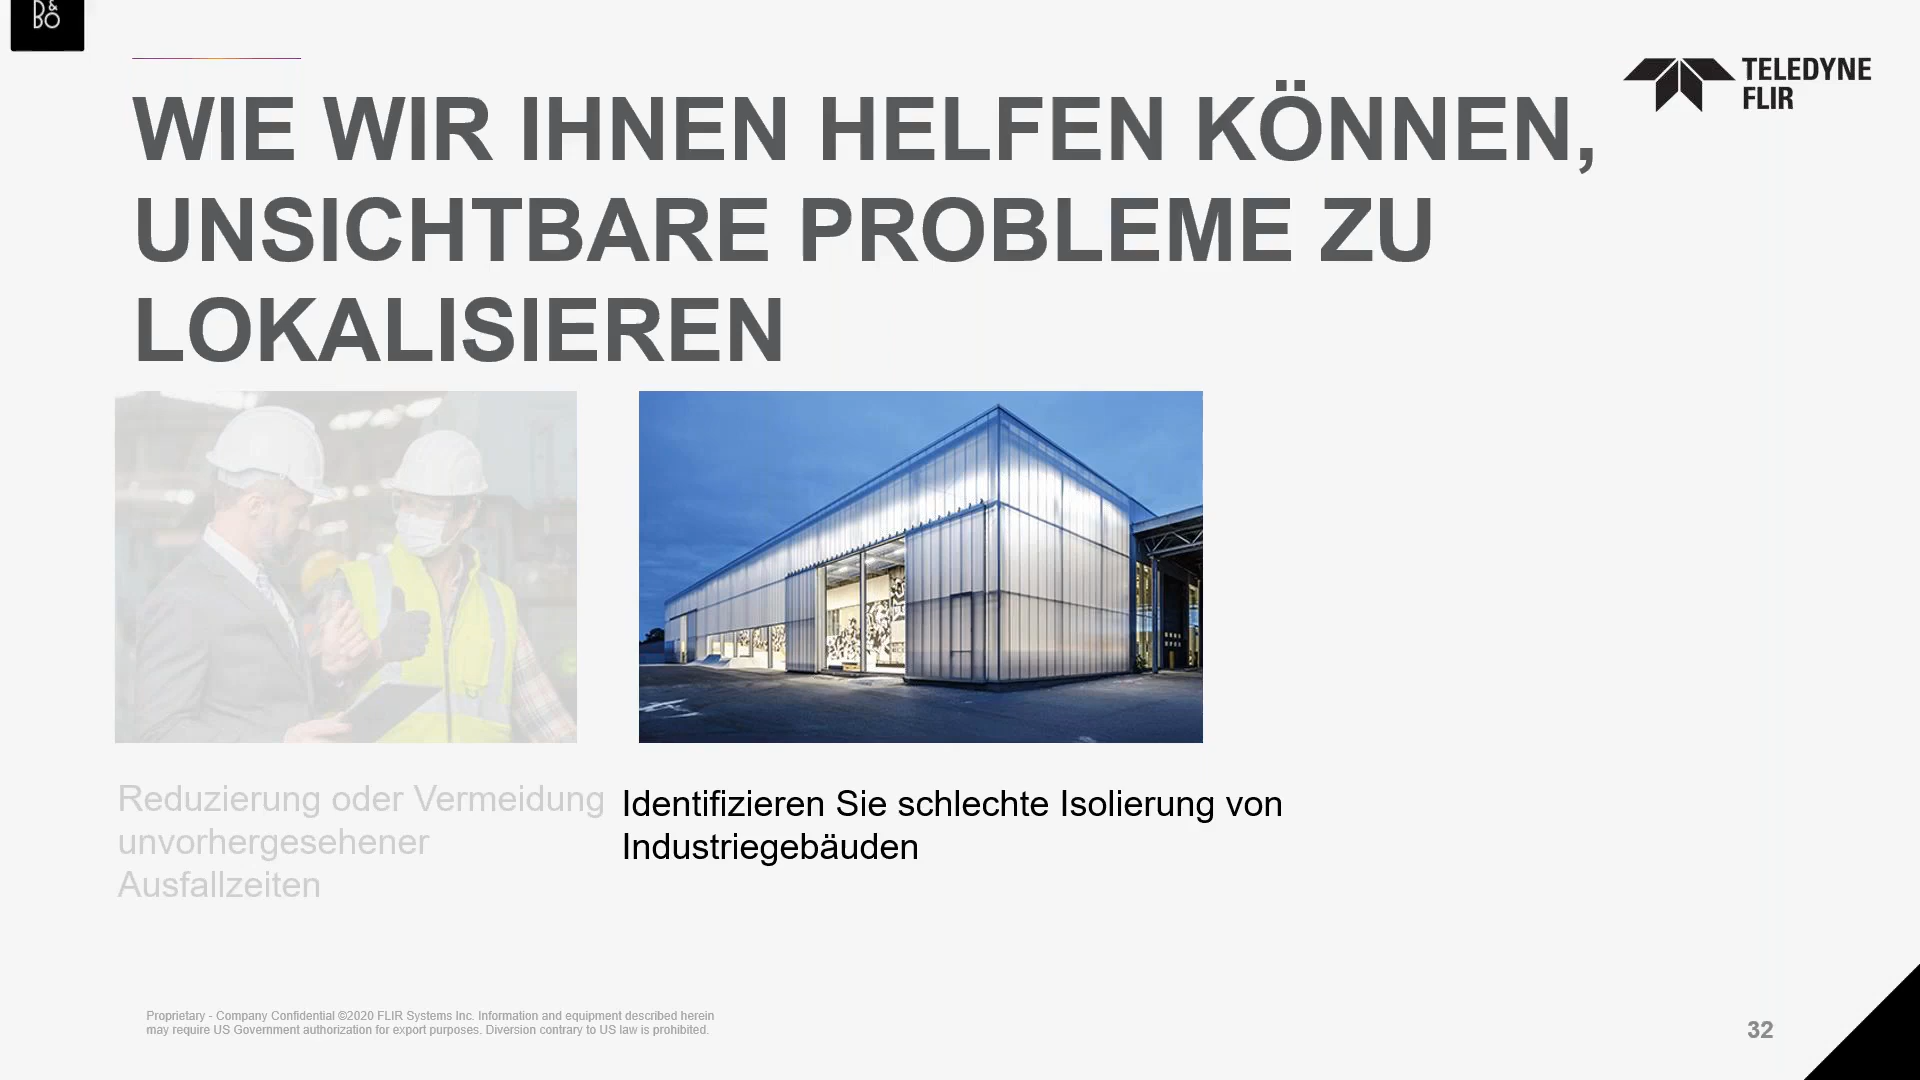 B&
BO
TELEDYNE
FLIR
WIE WIR IHNEN HELFEN KÖNNEN,
UNSICHTBARE PROBLEME ZU
LOKALISIEREN
Reduzierung oder Vermeidung
unvorhergesehener
Ausfallzeiten
Identifizieren Sie schlechte Isolierung von
Industriegebäuden
Proprietary - Company Confidential ©2020 FLIR Systems Inc. Information and equipment described herein
may require US Government authorization for export purposes. Diversion contrary to US law is prohibited.
32